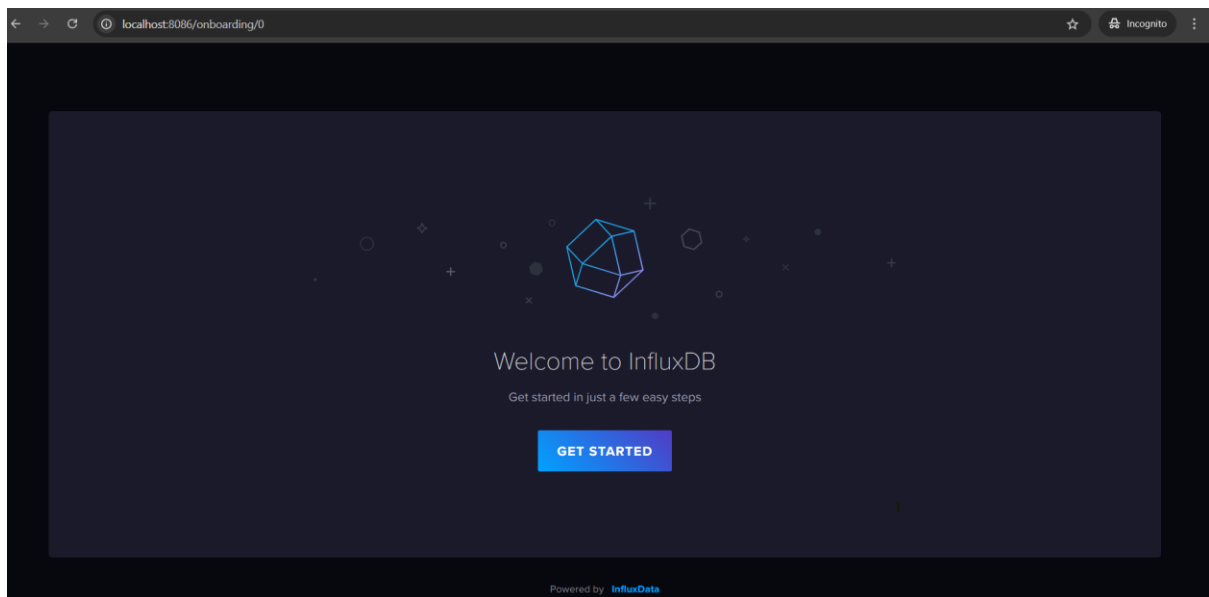 localhost:8086/onboarding/0
Incognito
Welcome to InfluxDB
Get started in just a few easy steps
GET STARTED
Powered by InfluxData